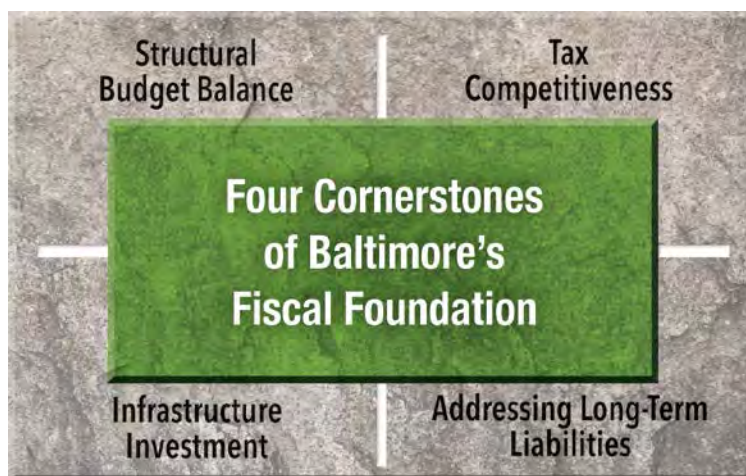 Structural
Budget Balance
Tax
Competitiveness
Four Cornerstones
of Baltimore’s
Fiscal Foundation
Infrastructure
Investment
Addressing Long-Term
Liabilities